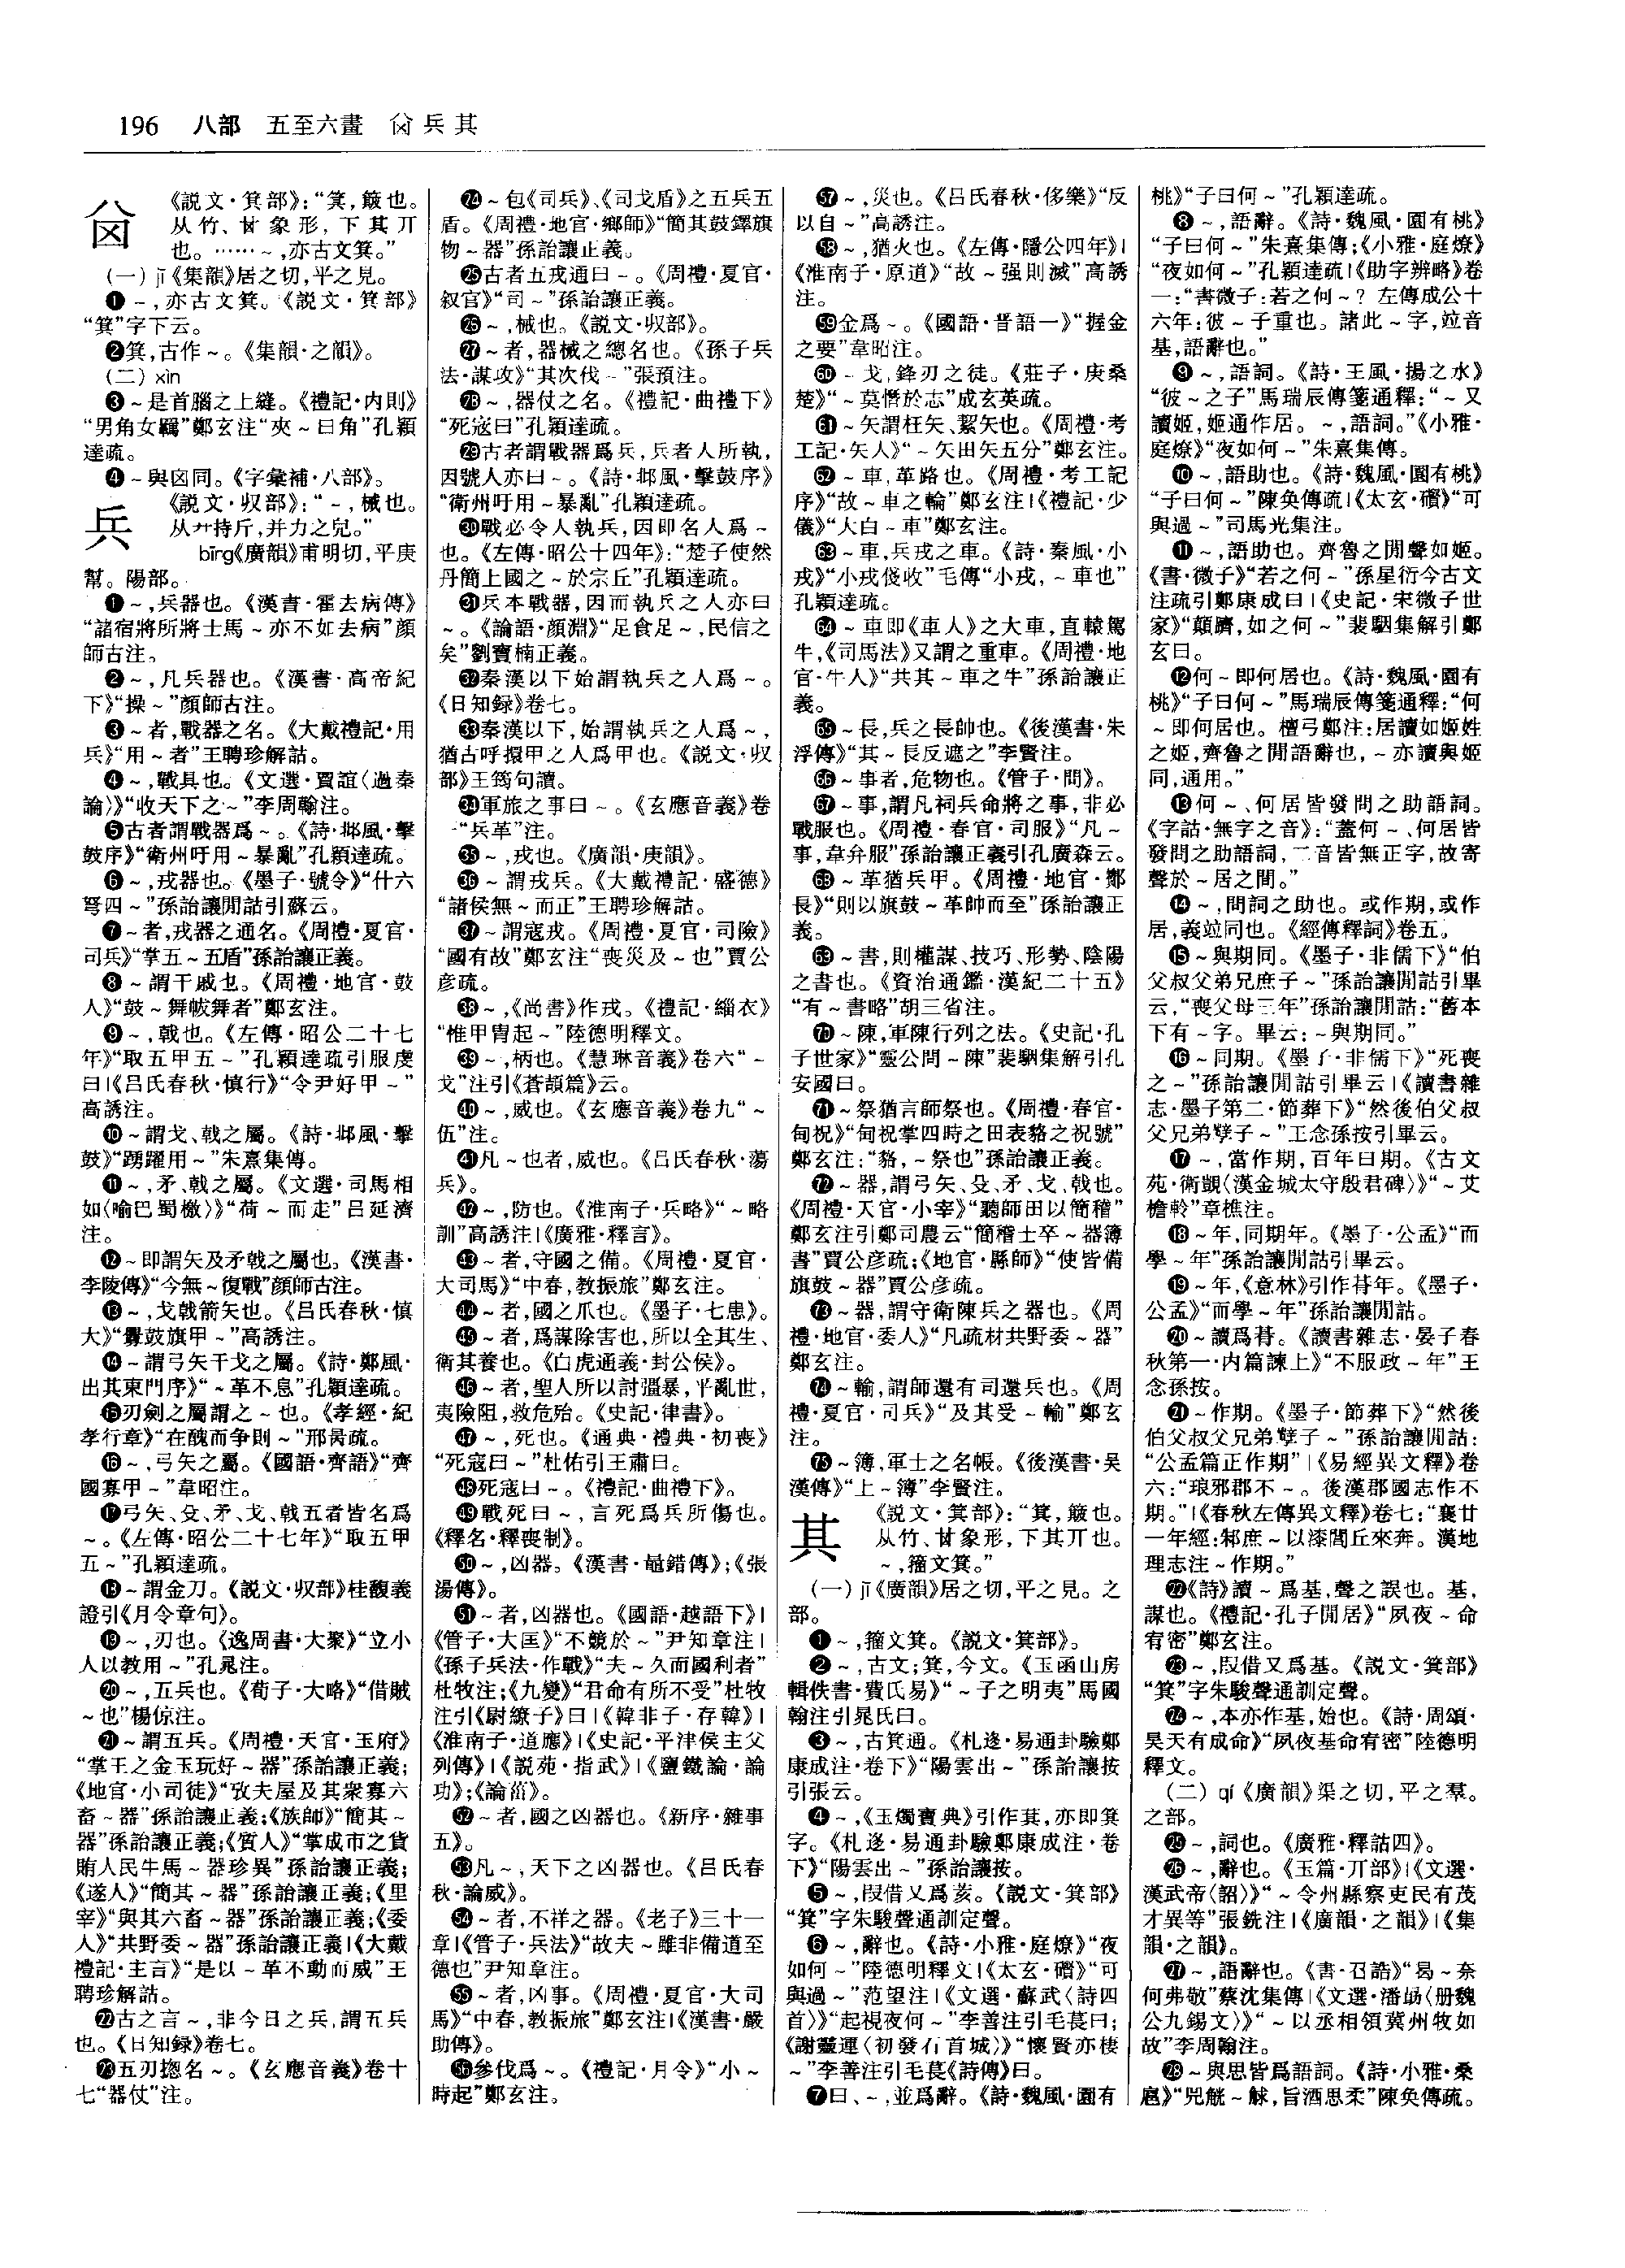 196 八部 五至六畫 㕣兵其
《説文·箕部》：“箕，簸也。
从竹、𠀠象形，下其丌
也。……～，亦古文箕。”
（一）jī《集韻》居之切，平之見。
❶～，亦古文箕。《説文·箕部》
“箕”字下云。
❷箕，古作～。《集韻·之韻》。
（二）xìn
❸～是首腦之上縫。《禮記·内則》
“男角女羈”鄭玄注“夾～曰角”孔穎
達疏。
❹～與囟同。《字彙補·八部》。
兵
《説文·収部》：“～，械也。
从廾持斤，并力之皃。”
bīng《廣韻》甫明切，平庚
幫。陽部。
❶～，兵器也。《漢書·霍去病傳》
“諸宿將所將士馬～亦不如去病”顔
師古注。
❷～，凡兵器也。《漢書·高帝紀
下》“操～”顔師古注。
❸～者，戰器之名。《大戴禮記·用
兵》“用～者”王聘珍解詁。
❹～，戰具也。《文選·賈誼〈過秦
論〉》“收天下之～”李周翰注。
❺古者謂戰器爲～。《詩·邶風·擊
鼓序》“衛州吁用～暴亂”孔穎達疏。
❻～，戎器也。《墨子·號令》“什六
弩四～”孫詒讓閒詁引蘇云。
❼～者，戎器之通名。《周禮·夏官·
司兵》“掌五～五盾”孫詒讓正義。
❽～謂干戚也。《周禮·地官·鼓
人》“鼓～舞帗舞者”鄭玄注。
❾～，戟也。《左傳·昭公二十七
年》“取五甲五～”孔穎達疏引服虔
曰|《吕氏春秋·慎行》“令尹好甲～”
高誘注。
❿～謂戈、戟之屬。《詩·邶風·擊
鼓》“踴躍用～”朱熹集傳。
⓫～，矛、戟之屬。《文選·司馬相
如〈喻巴蜀檄〉》“荷～而走”吕延濟
注。
⓬～即謂矢及矛戟之屬也。《漢書·
李陵傳》“今無～復戰”顔師古注。
⓭～，戈戟箭矢也。《吕氏春秋·慎
大》“釁鼓旗甲～”高誘注。
⓮～謂弓矢干戈之屬。《詩·鄭風·
出其東門序》“～革不息”孔穎達疏。
⓯刃劍之屬謂之～也。《孝經·紀
孝行章》“在醜而争則～”邢昺疏。
⓰～，弓矢之屬。《國語·齊語》“齊
國寡甲～”韋昭注。
⓱弓矢、殳、矛、戈、戟五者皆名爲
～。《左傳·昭公二十七年》“取五甲
五～”孔穎達疏。
⓲～謂金刀。《説文·収部》桂馥義
證引《月令章句》。
⓳～，刃也。《逸周書·大聚》“立小
人以教用～”孔晁注。
⓴～，五兵也。《荀子·大略》“借賊
～也”楊倞注。
㉑～謂五兵。《周禮·天官·玉府》
“掌王之金玉玩好～器”孫詒讓正義；
《地官·小司徒》“攷夫屋及其衆寡六
畜～器”孫詒讓正義；《族師》“簡其～
器”孫詒讓正義；《質人》“掌成市之貨
賄人民牛馬～器珍異”孫詒讓正義；
《遂人》“簡其～器”孫詒讓正義；《里
宰》“與其六畜～器”孫詒讓正義；《委
人》“共野委～器”孫詒讓正義|《大戴
禮記·主言》“是以～革不動而威”王
聘珍解詁。
㉒古之言～，非今日之兵，謂五兵
也。《日知録》卷七。
㉓五刃揔名～。《玄應音義》卷十
七“器仗”注。
㉔～包《司兵》、《司戈盾》之五兵五
盾。《周禮·地官·鄉師》“簡其鼓鐸旗
物～器”孫詒讓正義。
㉕古者五戎通曰～。《周禮·夏官·
叙官》“司～”孫詒讓正義。
㉖～，械也。《説文·収部》。
㉗～者，器械之總名也。《孫子兵
法·謀攻》“其次伐～”張預注。
㉘～，器仗之名。《禮記·曲禮下》
“死寇曰”孔穎達疏。
㉙古者謂戰器爲兵，兵者人所執，
因號人亦曰～。《詩·邶風·擊鼓序》
“衛州吁用～暴亂”孔穎達疏。
㉚戰必令人執兵，因即名人爲～
也。《左傳·昭公十四年》：“楚子使然
丹簡上國之～於宗丘”孔穎達疏。
㉛兵本戰器，因而執兵之人亦曰
～。《論語·顔淵》“足食足～，民信之
矣”劉寶楠正義。
㉜秦漢以下始謂執兵之人爲～。
《日知録》卷七。
㉝秦漢以下，始謂執兵之人爲～，
猶古呼擐甲之人爲甲也。《説文·収
部》王筠句讀。
㉞軍旅之事曰～。《玄應音義》卷
一“兵革”注。
㉟～，戎也。《廣韻·庚韻》。
㊱～謂戎兵。《大戴禮記·盛德》
“諸侯無～而正”王聘珍解詁。
㊲～謂寇戎。《周禮·夏官·司險》
“國有故”鄭玄注“喪災及～也”賈公
彦疏。
㊳～，《尚書》作戎。《禮記·緇衣》
“惟甲冑起～”陸德明釋文。
㊴～，柄也。《慧琳音義》卷六“～
戈”注引《蒼頡篇》云。
㊵～，威也。《玄應音義》卷九“～
伍”注。
㊶凡～也者，威也。《吕氏春秋·蕩
兵》。
㊷～，防也。《淮南子·兵略》“～略
訓”高誘注|《廣雅·釋言》。
㊸～者，守國之備。《周禮·夏官·
大司馬》“中春，教振旅”鄭玄注。
㊹～者，國之爪也。《墨子·七患》。
㊺～者，爲謀除害也，所以全其生、
衛其養也。《白虎通義·封公侯》。
㊻～者，聖人所以討彊暴，平亂世，
夷險阻，救危殆。《史記·律書》。
㊼～，死也。《通典·禮典·初喪》
“死寇曰～”杜佑引王肅曰。
㊽死寇曰～。《禮記·曲禮下》。
㊾戰死曰～，言死爲兵所傷也。
《釋名·釋喪制》。
㊿～，凶器。《漢書·鼂錯傳》；《張
湯傳》。
51～者，凶器也。《國語·越語下》|
《管子·大匡》“不競於～”尹知章注|
《孫子兵法·作戰》“夫～久而國利者”
杜牧注；《九變》“君命有所不受”杜牧
注引《尉繚子》曰|《韓非子·存韓》|
《淮南子·道應》|《史記·平津侯主父
列傳》|《説苑·指武》|《鹽鐵論·論
功》；《論菑》。
52～者，國之凶器也。《新序·雜事
五》。
53凡～，天下之凶器也。《吕氏春
秋·論威》。
54～者，不祥之器。《老子》三十一
章|《管子·兵法》“故夫～雖非備道至
德也”尹知章注。
55～者，凶事。《周禮·夏官·大司
馬》“中春，教振旅”鄭玄注|《漢書·嚴
助傳》。
56參伐爲～。《禮記·月令》“小～
時起”鄭玄注。
57～，災也。《吕氏春秋·侈樂》“反
以自～”高誘注。
58～，猶火也。《左傳·隱公四年》|
《淮南子·原道》“故～强則滅”高誘
注。
59金爲～。《國語·晋語一》“握金
之要”韋昭注。
60～戈，鋒刃之徒。《莊子·庚桑
楚》“～莫憯於志”成玄英疏。
61～矢謂枉矢、絜矢也。《周禮·考
工記·矢人》“～矢田矢五分”鄭玄注。
62～車，革路也。《周禮·考工記
序》“故～車之輪”鄭玄注|《禮記·少
儀》“大白～車”鄭玄注。
63～車，兵戎之車。《詩·秦風·小
戎》“小戎俴收”毛傳“小戎，～車也”
孔穎達疏。
64～車即《車人》之大車，直轅駕
牛，《司馬法》又謂之重車。《周禮·地
官·牛人》“共其～車之牛”孫詒讓正
義。
65～長，兵之長帥也。《後漢書·朱
浮傳》“其～長反遮之”李賢注。
66～事者，危物也。《管子·問》。
67～事，謂凡祠兵命將之事，非必
戰服也。《周禮·春官·司服》“凡～
事，韋弁服”孫詒讓正義引孔廣森云。
68～革猶兵甲。《周禮·地官·鄼
長》“則以旗鼓～革帥而至”孫詒讓正
義。
69～書，則權謀、技巧、形勢、陰陽
之書也。《資治通鑑·漢紀二十五》
“有～書略”胡三省注。
70～陳，軍陳行列之法。《史記·孔
子世家》“靈公問～陳”裴駰集解引孔
安國曰。
71～祭猶言師祭也。《周禮·春官·
甸祝》“甸祝掌四時之田表貉之祝號”
鄭玄注：“貉，～祭也”孫詒讓正義。
72～器，謂弓矢、殳、矛、戈、戟也。
《周禮·天官·小宰》“聽師田以簡稽”
鄭玄注引鄭司農云“簡稽士卒～器簿
書”賈公彦疏；《地官·縣師》“使皆備
旗鼓～器”賈公彦疏。
73～器，謂守衛陳兵之器也。《周
禮·地官·委人》“凡疏材共野委～器”
鄭玄注。
74～輸，謂師還有司還兵也。《周
禮·夏官·司兵》“及其受～輸”鄭玄
注。
75～簿，軍士之名帳。《後漢書·吴
漢傳》“上～簿”李賢注。
其
《説文·箕部》：“箕，簸也。
从竹、𠀠象形，下其丌也。
～，籀文箕。”
（一）jī《廣韻》居之切，平之見。之
部。
❶～，籀文箕。《説文·箕部》。
❷～，古文；箕，今文。《玉函山房
輯佚書·費氏易》“～子之明夷”馬國
翰注引晁氏曰。
❸～，古箕通。《札迻·易通卦驗鄭
康成注·卷下》“陽雲出～”孫詒讓按
引張云。
❹～，《玉燭寶典》引作萁，亦即箕
字。《札迻·易通卦驗鄭康成注·卷
下》“陽雲出～”孫詒讓按。
❺～，叚借又爲荄。《説文·箕部》
“箕”字朱駿聲通訓定聲。
❻～，辭也。《詩·小雅·庭燎》“夜
如何～”陸德明釋文|《太玄·礥》“可
與過～”范望注|《文選·蘇武〈詩四
首〉》“起視夜何～”李善注引毛萇曰；
《謝靈運〈初發石首城〉》“懷賢亦棲
～”李善注引毛萇《詩傳》曰。
❼曰、～，並爲辭。《詩·魏風·園有
桃》“子曰何～”孔穎達疏。
❽～，語辭。《詩·魏風·園有桃》
“子曰何～”朱熹集傳；《小雅·庭燎》
“夜如何～”孔穎達疏|《助字辨略》卷
一：“書微子：若之何～？左傳成公十
六年：彼～子重也。諸此～字，竝音
基，語辭也。”
❾～，語詞。《詩·王風·揚之水》
“彼～之子”馬瑞辰傳箋通釋：“～又
讀姬，姬通作居。～，語詞。”《小雅·
庭燎》“夜如何～”朱熹集傳。
❿～，語助也。《詩·魏風·園有桃》
“子曰何～”陳奂傳疏|《太玄·礥》“可
與過～”司馬光集注。
⓫～，語助也。齊魯之閒聲如姬。
《書·微子》“若之何～”孫星衍今古文
注疏引鄭康成曰|《史記·宋微子世
家》“顛躋，如之何～”裴駰集解引鄭
玄曰。
⓬何～即何居也。《詩·魏風·園有
桃》“子曰何～”馬瑞辰傳箋通釋：“何
～即何居也。檀弓鄭注：居讀如姬姓
之姬，齊魯之閒語辭也，～亦讀與姬
同，通用。”
⓭何～、何居皆發問之助語詞。
《字詁·無字之音》：“蓋何～、何居皆
發問之助語詞，二音皆無正字，故寄
聲於～居之間。”
⓮～，問詞之助也。或作期，或作
居，義竝同也。《經傳釋詞》卷五。
⓯～與期同。《墨子·非儒下》“伯
父叔父弟兄庶子～”孫詒讓閒詁引畢
云，“喪父母三年”孫詒讓閒詁：“舊本
下有～字。畢云：～與期同。”
⓰～同期。《墨子·非儒下》“死喪
之～”孫詒讓閒詁引畢云|《讀書雜
志·墨子第二·節葬下》“然後伯父叔
父兄弟孽子～”王念孫按引畢云。
⓱～，當作期，百年曰期。《古文
苑·衛覬〈漢金城太守殷君碑〉》“～艾
檐軨”章樵注。
⓲～年，同期年。《墨子·公孟》“而
學～年”孫詒讓閒詁引畢云。
⓳～年，《意林》引作朞年。《墨子·
公孟》“而學～年”孫詒讓閒詁。
⓴～讀爲朞。《讀書雜志·晏子春
秋第一·内篇諫上》“不服政～年”王
念孫按。
㉑～作期。《墨子·節葬下》“然後
伯父叔父兄弟孽子～”孫詒讓閒詁：
“公孟篇正作期”|《易經異文釋》卷
六：“琅邪郡不～。後漢郡國志作不
期。”|《春秋左傳異文釋》卷七：“襄廿
一年經：邾庶～以漆閭丘來奔。漢地
理志注～作期。”
㉒《詩》讀～爲基，聲之誤也。基，
謀也。《禮記·孔子閒居》“夙夜～命
宥密”鄭玄注。
㉓～，叚借又爲基。《説文·箕部》
“箕”字朱駿聲通訓定聲。
㉔～，本亦作基，始也。《詩·周頌·
昊天有成命》“夙夜基命宥密”陸德明
釋文。
（二）qí《廣韻》渠之切，平之羣。
之部。
㉕～，詞也。《廣雅·釋詁四》。
㉖～，辭也。《玉篇·丌部》|《文選·
漢武帝〈詔〉》“～令州縣察吏民有茂
才異等”張銑注|《廣韻·之韻》|《集
韻·之韻》。
㉗～，語辭也。《書·召誥》“曷～奈
何弗敬”蔡沈集傳|《文選·潘勗〈册魏
公九錫文〉》“～以丞相領冀州牧如
故”李周翰注。
㉘～與思皆爲語詞。《詩·小雅·桑
扈》“兕觥～觩，旨酒思柔”陳奂傳疏。